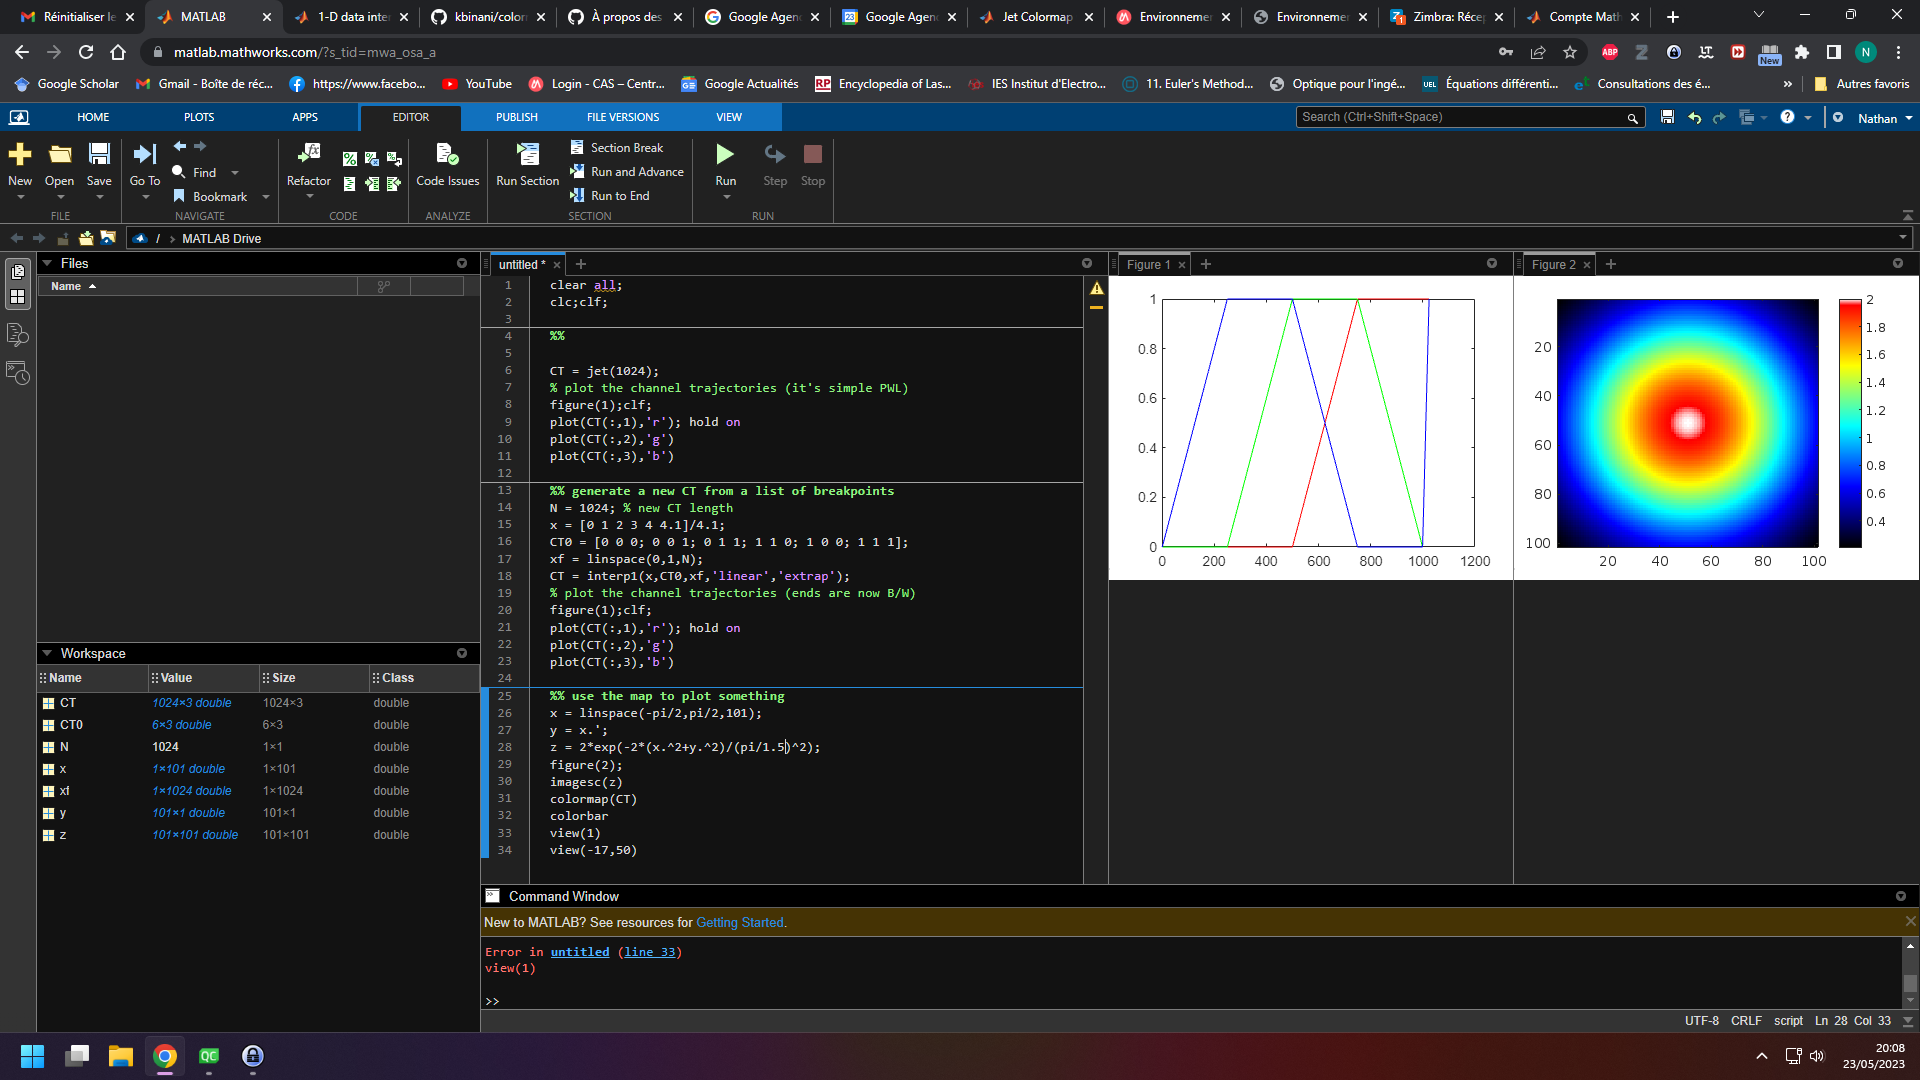 Réinitialiser le
MATLAB
1-D data inter
kbinani/color
À propos des
Google Agen
Google Agen
Jet Colormap
Environnemer
Environnemer
Zimbra: Récep
Compte Math
matlab.mathworks.com/?s_tid=mwa_osa_a
New
N
Google Scholar
Gmail - Boîte de réc...
https://www.facebo...
YouTube
Login - CAS – Centr...
Google Actualités
RP Encyclopedia of Las...
IES Institut d'Electro...
11. Euler's Method...
Optique pour l'ingé...
UEL Équations différenti...
Consultations des é...
»
Autres favoris
HOME PLOTS APPS EDITOR PUBLISH FILE VERSIONS VIEW
Search (Ctrl+Shift+Space)
Nathan
New Open Save
FILE
Go To
Find
Bookmark
NAVIGATE
Refactor
CODE
Code Issues
ANALYZE
Run Section
Section Break
Run and Advance
Run to End
SECTION
Run Step Stop
RUN
/ › MATLAB Drive
Files
Name
Workspace
Name Value Size Class
CT 1024×3 double 1024×3 double
CT0 6×3 double 6×3 double
N 1024 1×1 double
x 1×101 double 1×101 double
xf 1×1024 double 1×1024 double
y 101×1 double 101×1 double
z 101×101 double 101×101 double
untitled *
1 clear all;
2 clc;clf;
3
4 %%
5
6 CT = jet(1024);
7 % plot the channel trajectories (it's simple PWL)
8 figure(1);clf;
9 plot(CT(:,1),'r'); hold on
10 plot(CT(:,2),'g')
11 plot(CT(:,3),'b')
12
13 %% generate a new CT from a list of breakpoints
14 N = 1024; % new CT length
15 x = [0 1 2 3 4 4.1]/4.1;
16 CT0 = [0 0 0; 0 0 1; 0 1 1; 1 1 0; 1 0 0; 1 1 1];
17 xf = linspace(0,1,N);
18 CT = interp1(x,CT0,xf,'linear','extrap');
19 % plot the channel trajectories (ends are now B/W)
20 figure(1);clf;
21 plot(CT(:,1),'r'); hold on
22 plot(CT(:,2),'g')
23 plot(CT(:,3),'b')
24
25 %% use the map to plot something
26 x = linspace(-pi/2,pi/2,101);
27 y = x.';
28 z = 2*exp(-2*(x.^2+y.^2)/(pi/1.5)^2);
29 figure(2);
30 imagesc(z)
31 colormap(CT)
32 colorbar
33 view(1)
34 view(-17,50)
Figure 1
1
0.8
0.6
0.4
0.2
0
0 200 400 600 800 1000 1200
Figure 2
20
40
60
80
100
20 40 60 80 100
2
1.8
1.6
1.4
1.2
1
0.8
0.6
0.4
Command Window
New to MATLAB? See resources for Getting Started.
Error in untitled (line 33)
view(1)
>>
UTF-8 CRLF script Ln 28 Col 33
QC
20:08
23/05/2023